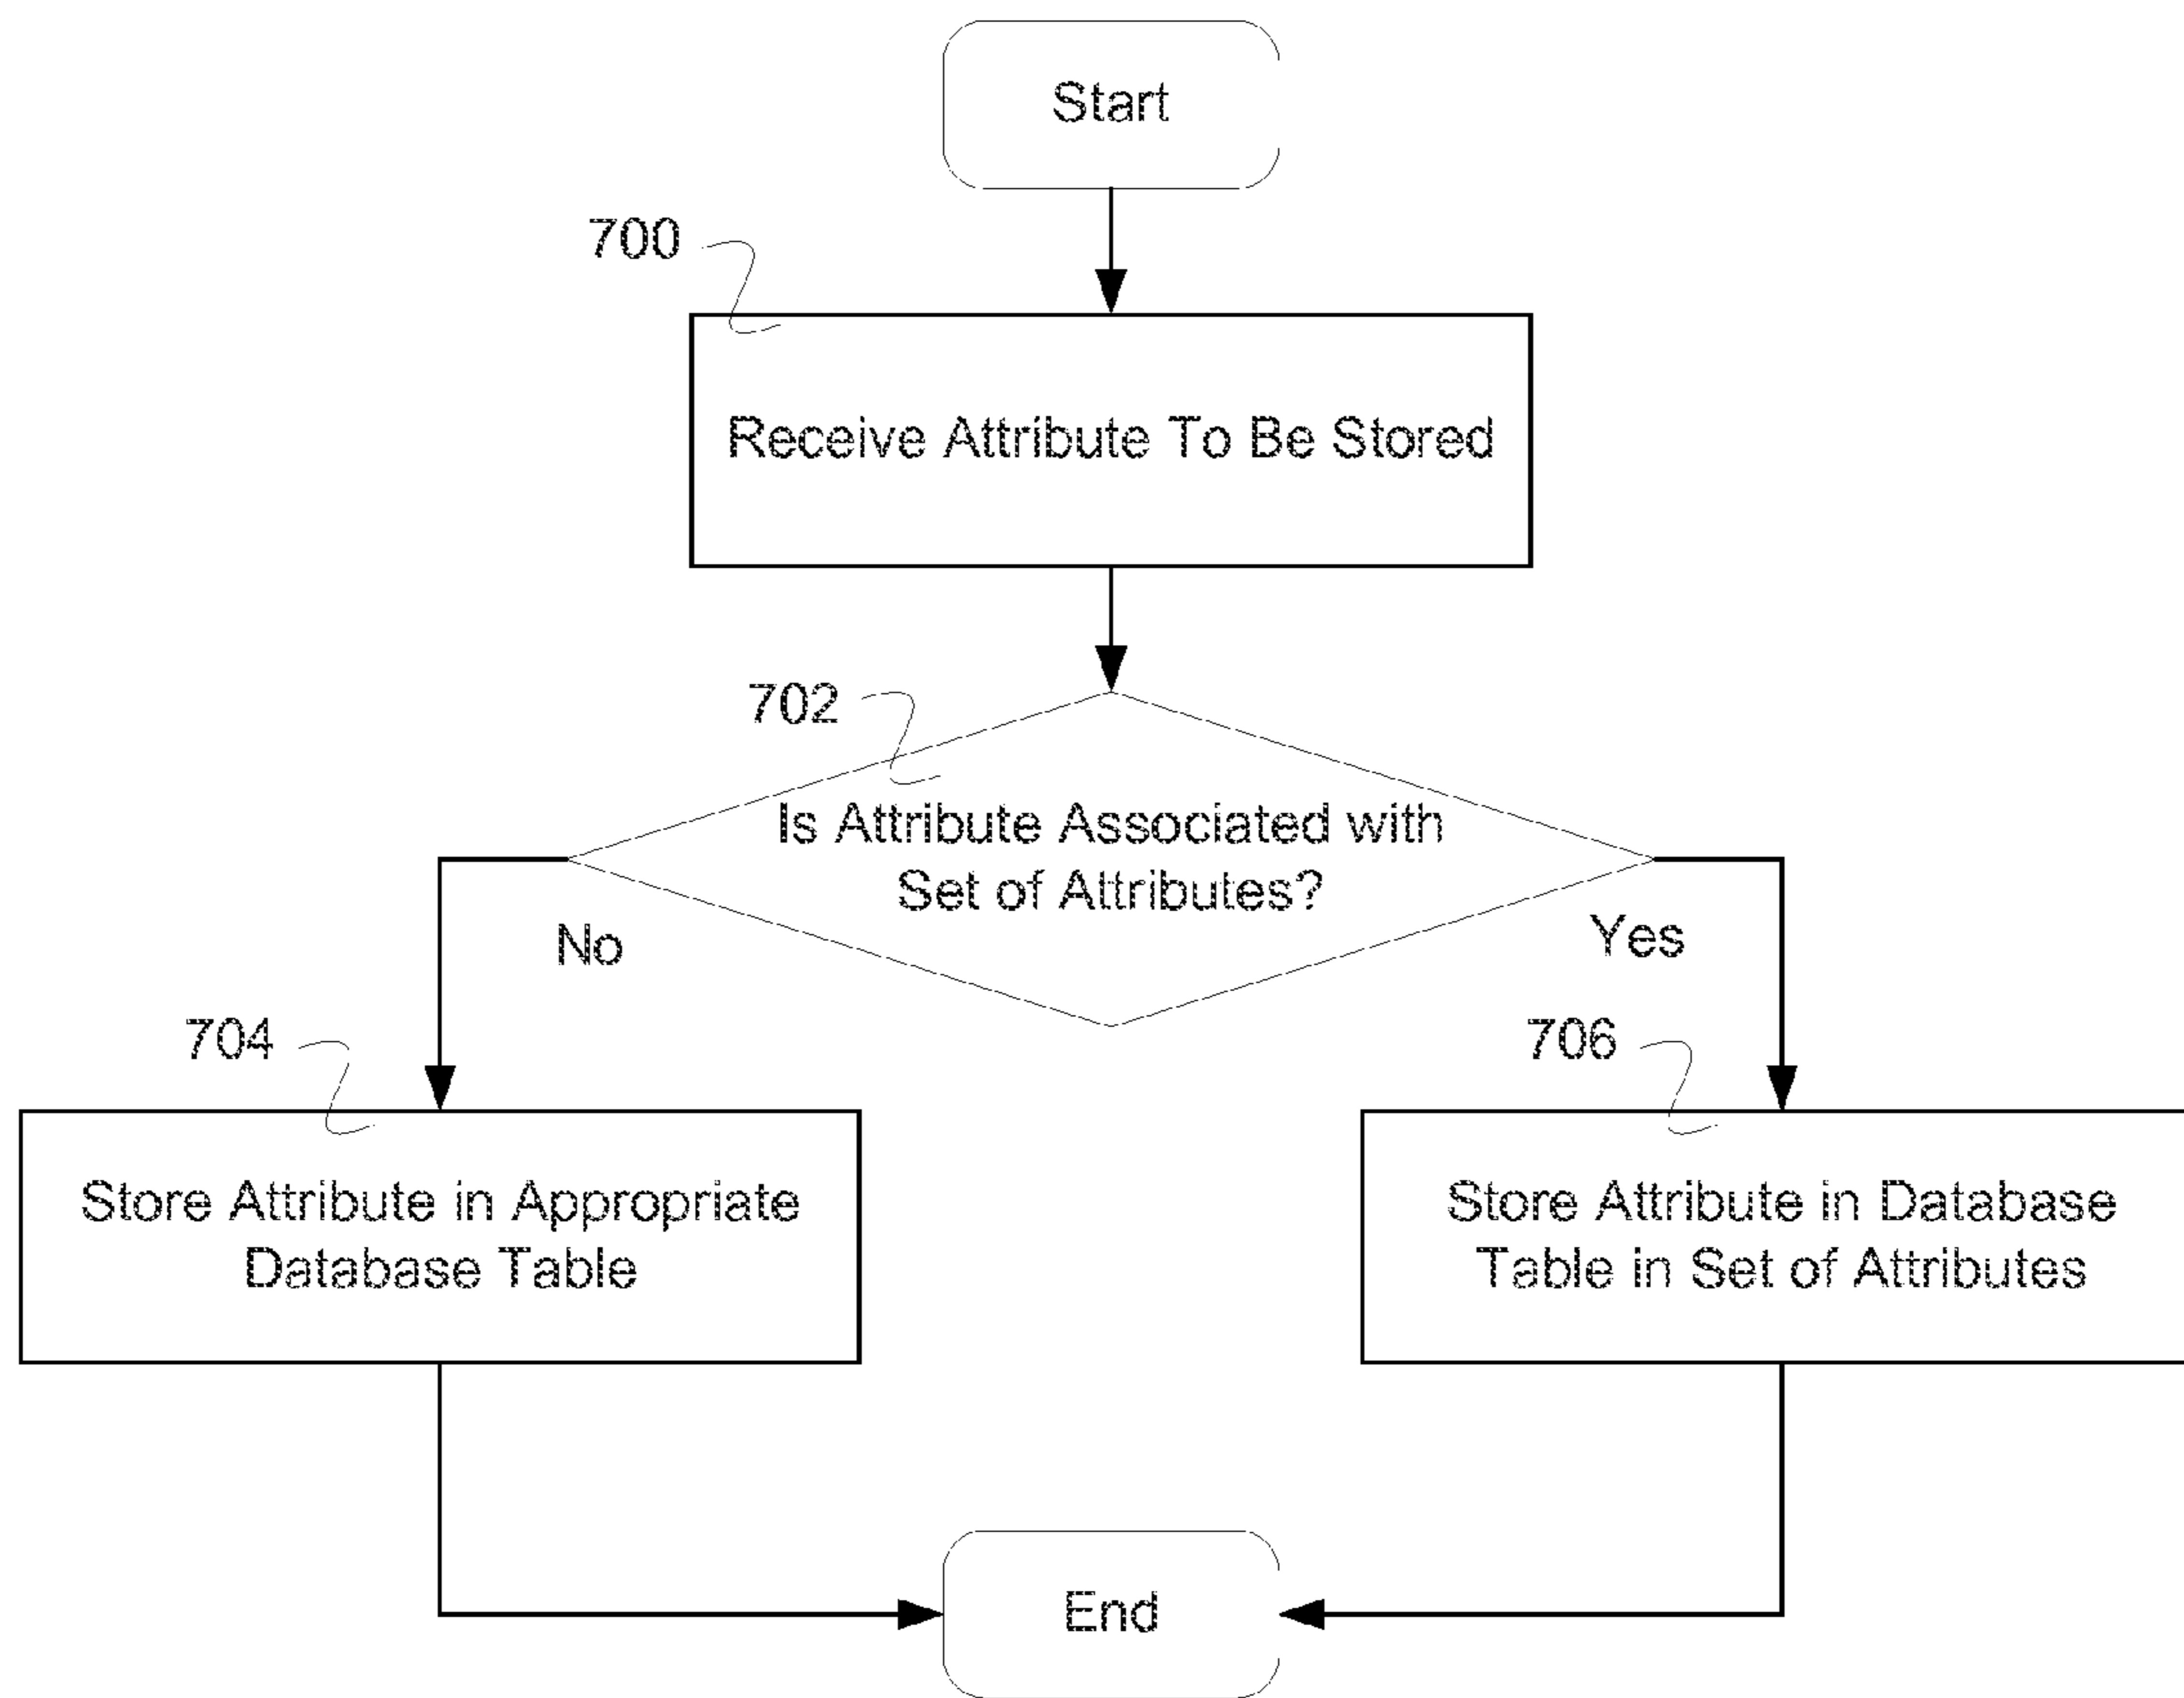 Start
700
Receive Attribute To Be Stored
702
Is Attribute Associated with
Set of Attributes?
No
Yes
704
706
Store Attribute in Appropriate
Database Table
Store Attribute in Database
Table in Set of Attributes
End